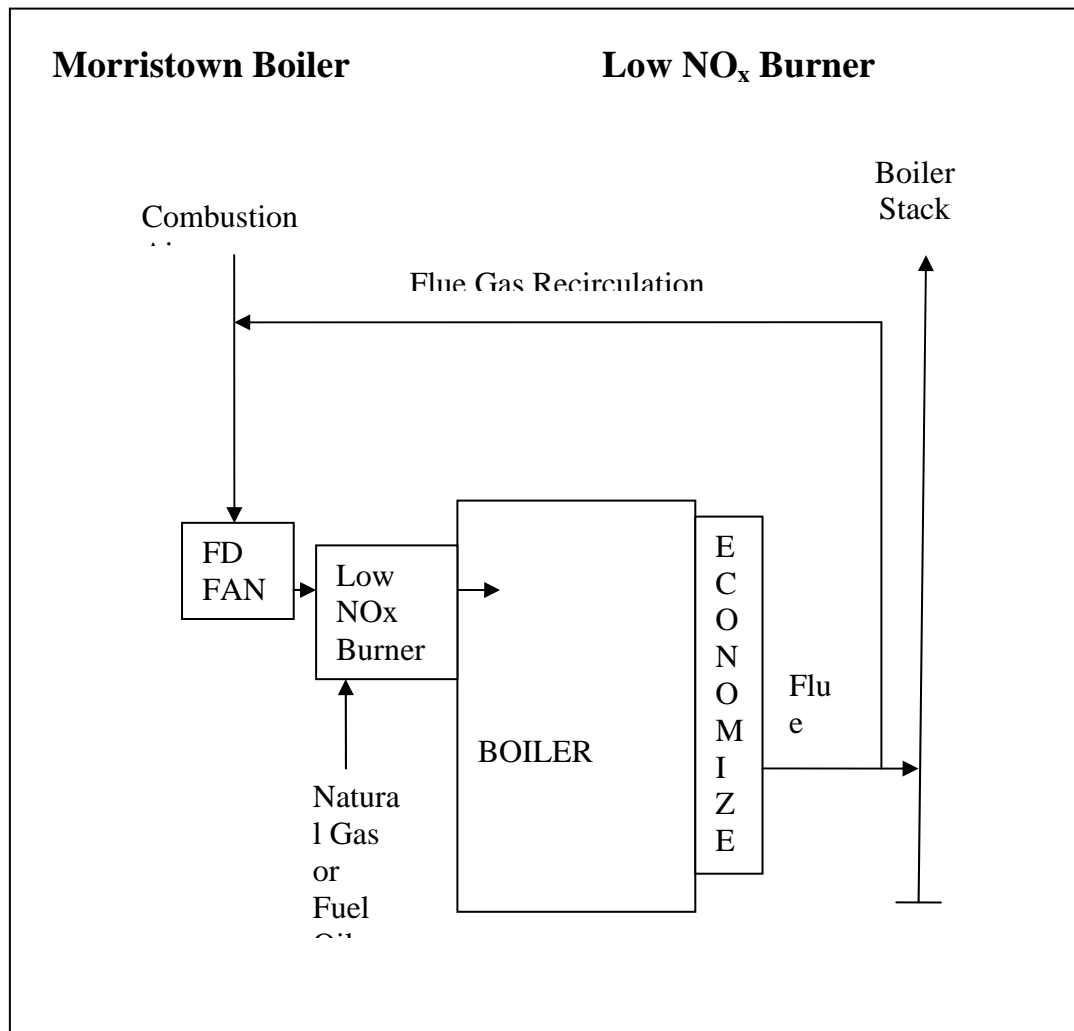 Morristown Boiler Low NOx Burner
Boiler
Stack
Combustion
Flue Gas Recirculation
FD
FAN
Low
NOx
Burner
E
C
O
N
O
M
I
Z
E
Flu
e
BOILER
Natura
l Gas
or
Fuel